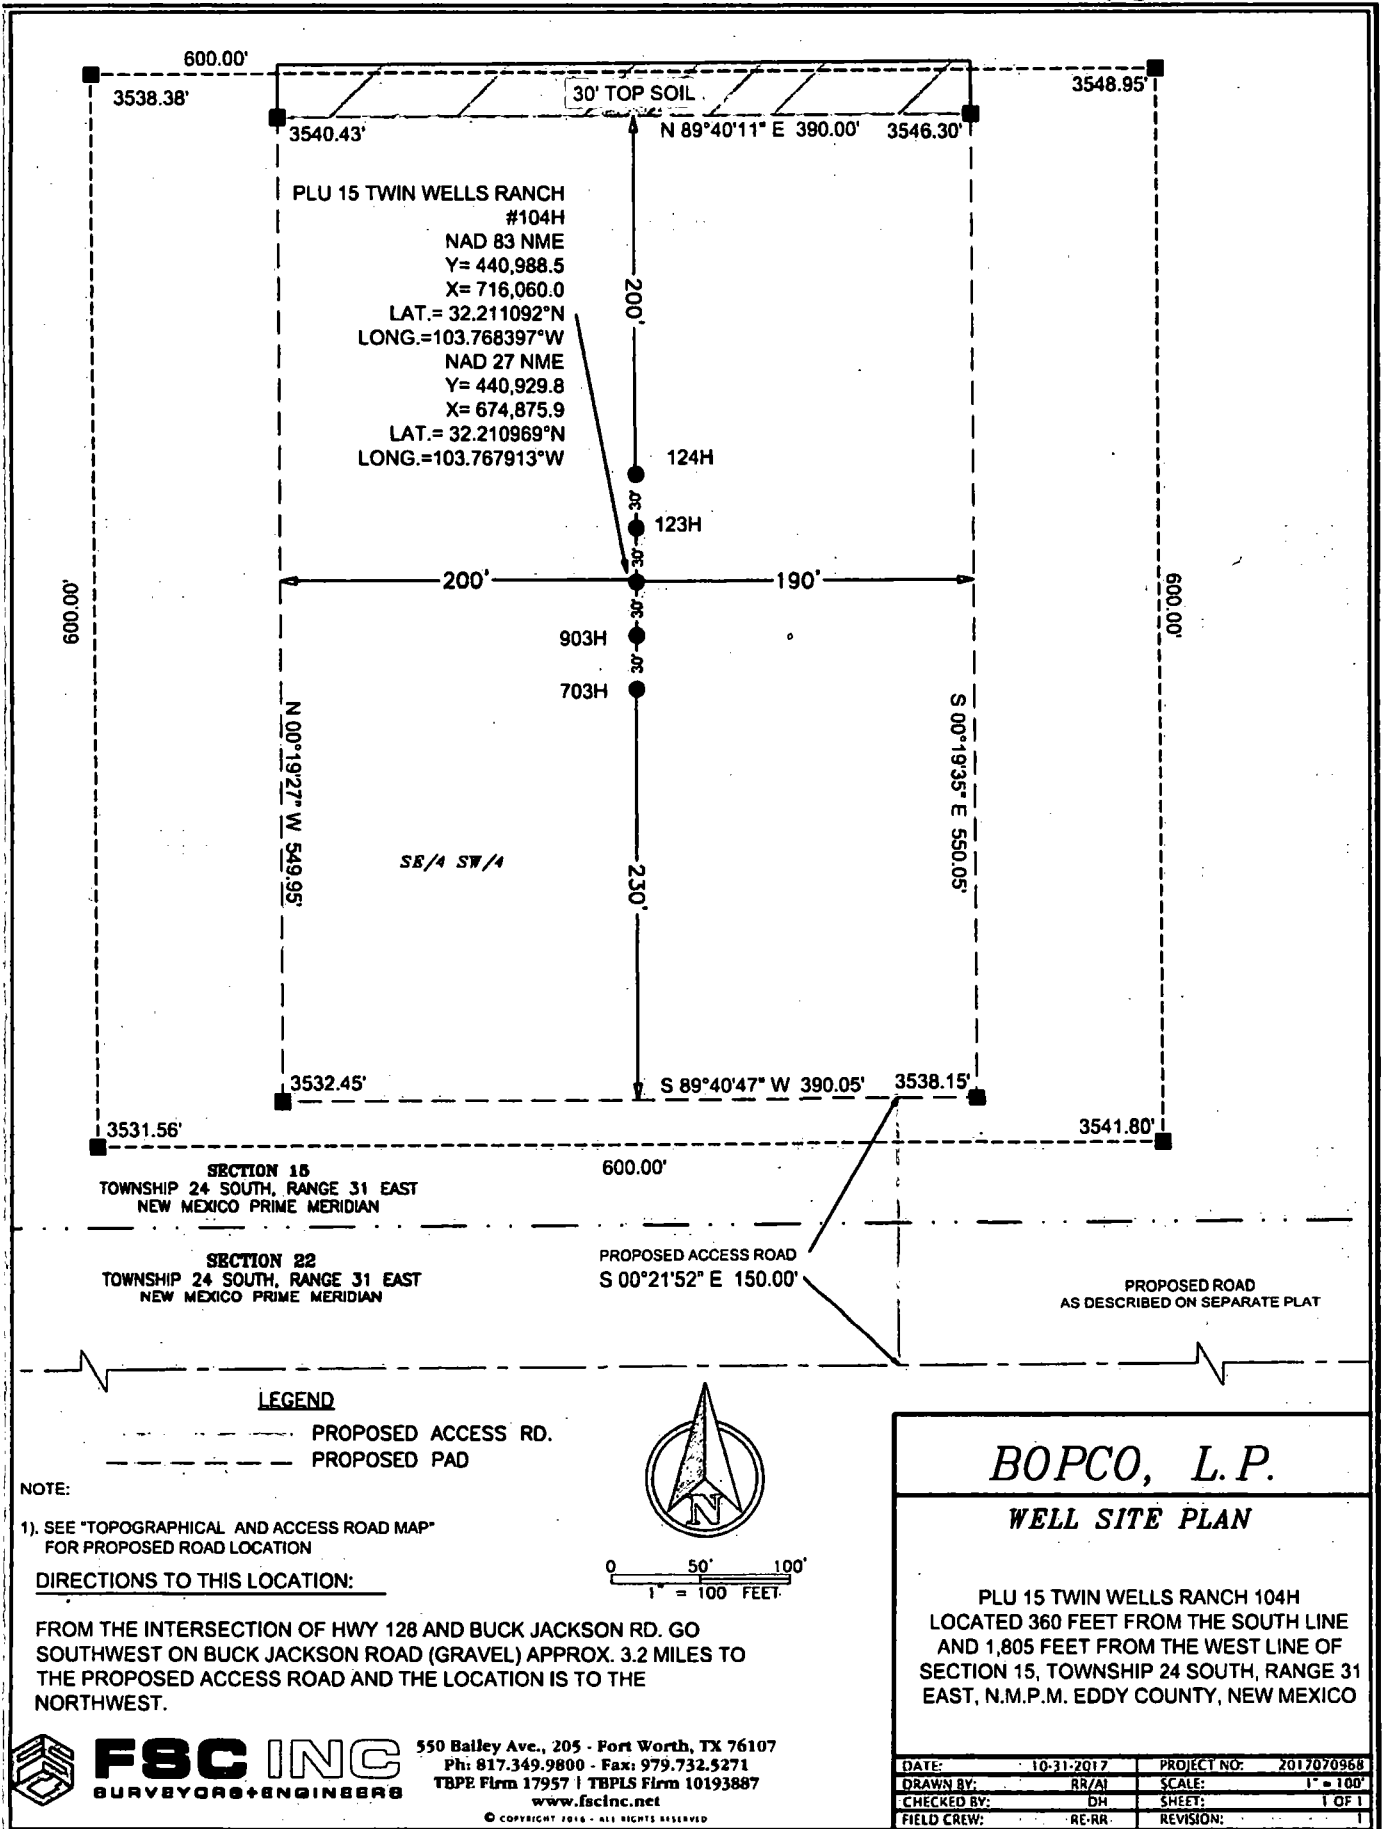 600.00'
3538.38'
3548.95'
30' TOP SOIL
3540.43'
N 89°40'11" E 390.00'
3546.30'
PLU 15 TWIN WELLS RANCH
#104H
NAD 83 NME
Y= 440,988.5
X= 716,060.0
LAT.= 32.211092°N
LONG.=103.768397°W
NAD 27 NME
Y= 440,929.8
X= 674,875.9
LAT.= 32.210969°N
LONG.=103.767913°W
200'
124H
30'
123H
30'
200'
190'
30'
903H
30'
703H
600.00'
600.00'
N 00°19'27" W 549.95'
S 00°19'35" E 550.05'
SE/4 SW/4
230'
3532.45'
S 89°40'47" W 390.05'
3538.15'
3531.56'
3541.80'
600.00'
SECTION 15
TOWNSHIP 24 SOUTH, RANGE 31 EAST
NEW MEXICO PRIME MERIDIAN
SECTION 22
TOWNSHIP 24 SOUTH, RANGE 31 EAST
NEW MEXICO PRIME MERIDIAN
PROPOSED ACCESS ROAD
S 00°21'52" E 150.00'
PROPOSED ROAD
AS DESCRIBED ON SEPARATE PLAT
LEGEND
PROPOSED ACCESS RD.
PROPOSED PAD
NOTE:
1). SEE "TOPOGRAPHICAL AND ACCESS ROAD MAP"
FOR PROPOSED ROAD LOCATION
N
0 50' 100'
1" = 100 FEET
DIRECTIONS TO THIS LOCATION:
FROM THE INTERSECTION OF HWY 128 AND BUCK JACKSON RD. GO
SOUTHWEST ON BUCK JACKSON ROAD (GRAVEL) APPROX. 3.2 MILES TO
THE PROPOSED ACCESS ROAD AND THE LOCATION IS TO THE
NORTHWEST.
FSC INC
SURVEYORS+ENGINEERS
550 Bailey Ave., 205 - Fort Worth, TX 76107
Ph: 817.349.9800 - Fax: 979.732.5271
TBPE Firm 17957 | TBPLS Firm 10193887
www.fscinc.net
© COPYRIGHT 2016 - ALL RIGHTS RESERVED
BOPCO, L.P.
WELL SITE PLAN
PLU 15 TWIN WELLS RANCH 104H
LOCATED 360 FEET FROM THE SOUTH LINE
AND 1,805 FEET FROM THE WEST LINE OF
SECTION 15, TOWNSHIP 24 SOUTH, RANGE 31
EAST, N.M.P.M. EDDY COUNTY, NEW MEXICO
DATE: 10-31-2017 PROJECT NO: 2017070968
DRAWN BY: RR/AI SCALE: 1" = 100'
CHECKED BY: DH SHEET: 1 OF 1
FIELD CREW: RE-RR REVISION: 1